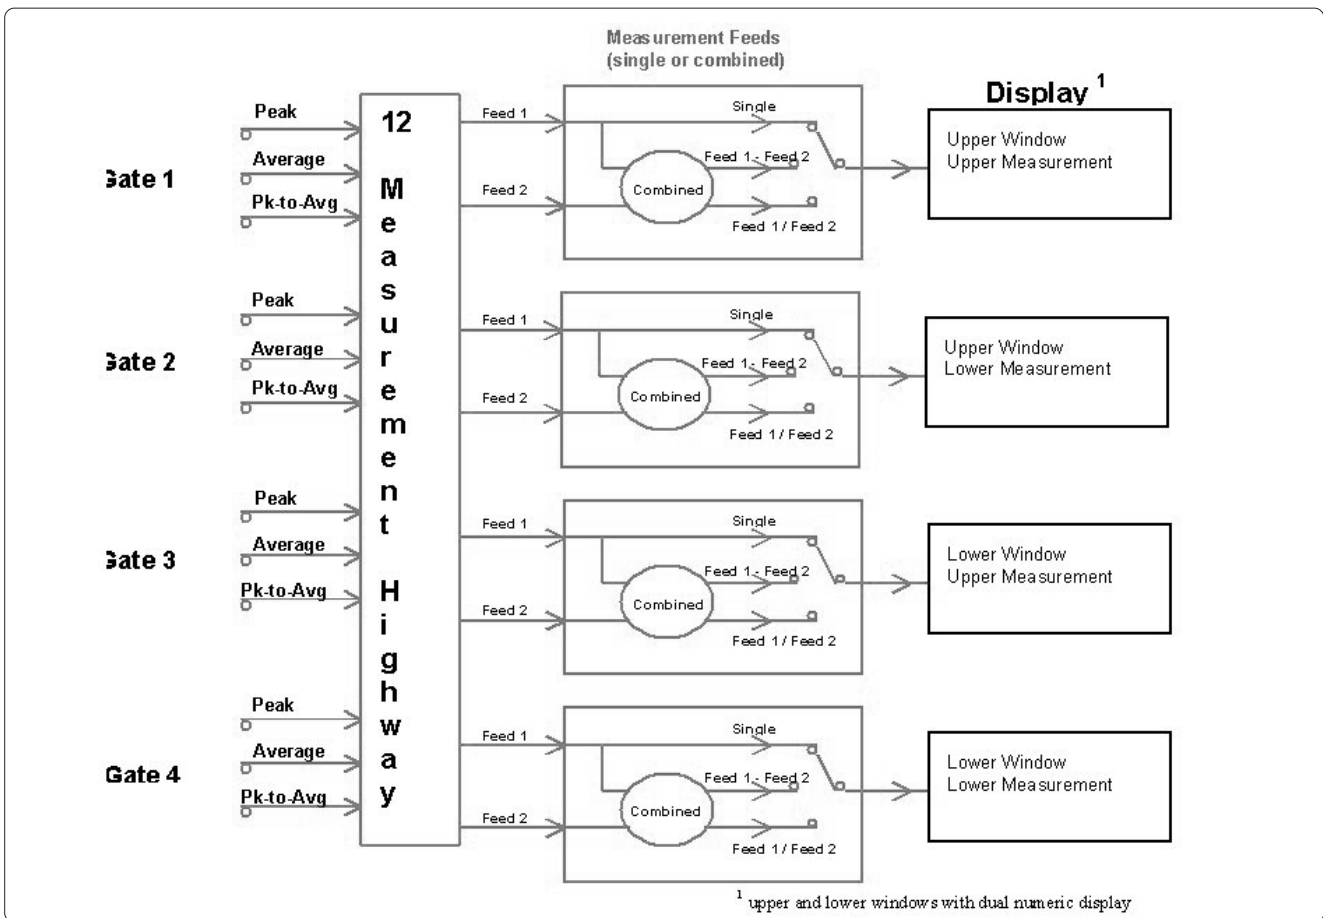 Measurement Feeds
(single or combined)
Display 1
12 Measurement Highway
Gate 1
Peak
Average
Pk-to-Avg
Feed 1
Feed 2
Single
Feed 1 - Feed 2
Combined
Feed 1 / Feed 2
Upper Window
Upper Measurement
Gate 2
Peak
Average
Pk-to-Avg
Feed 1
Feed 2
Single
Feed 1 - Feed 2
Combined
Feed 1 / Feed 2
Upper Window
Lower Measurement
Gate 3
Peak
Average
Pk-to-Avg
Feed 1
Feed 2
Single
Feed 1 - Feed 2
Combined
Feed 1 / Feed 2
Lower Window
Upper Measurement
Gate 4
Peak
Average
Pk-to-Avg
Feed 1
Feed 2
Single
Feed 1 - Feed 2
Combined
Feed 1 / Feed 2
Lower Window
Lower Measurement
1 upper and lower windows with dual numeric display